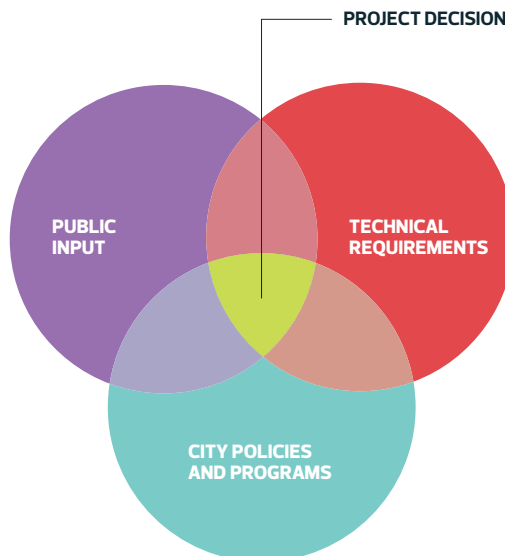 PROJECT DECISION
PUBLIC
INPUT
TECHNICAL
REQUIREMENTS
CITY POLICIES
AND PROGRAMS